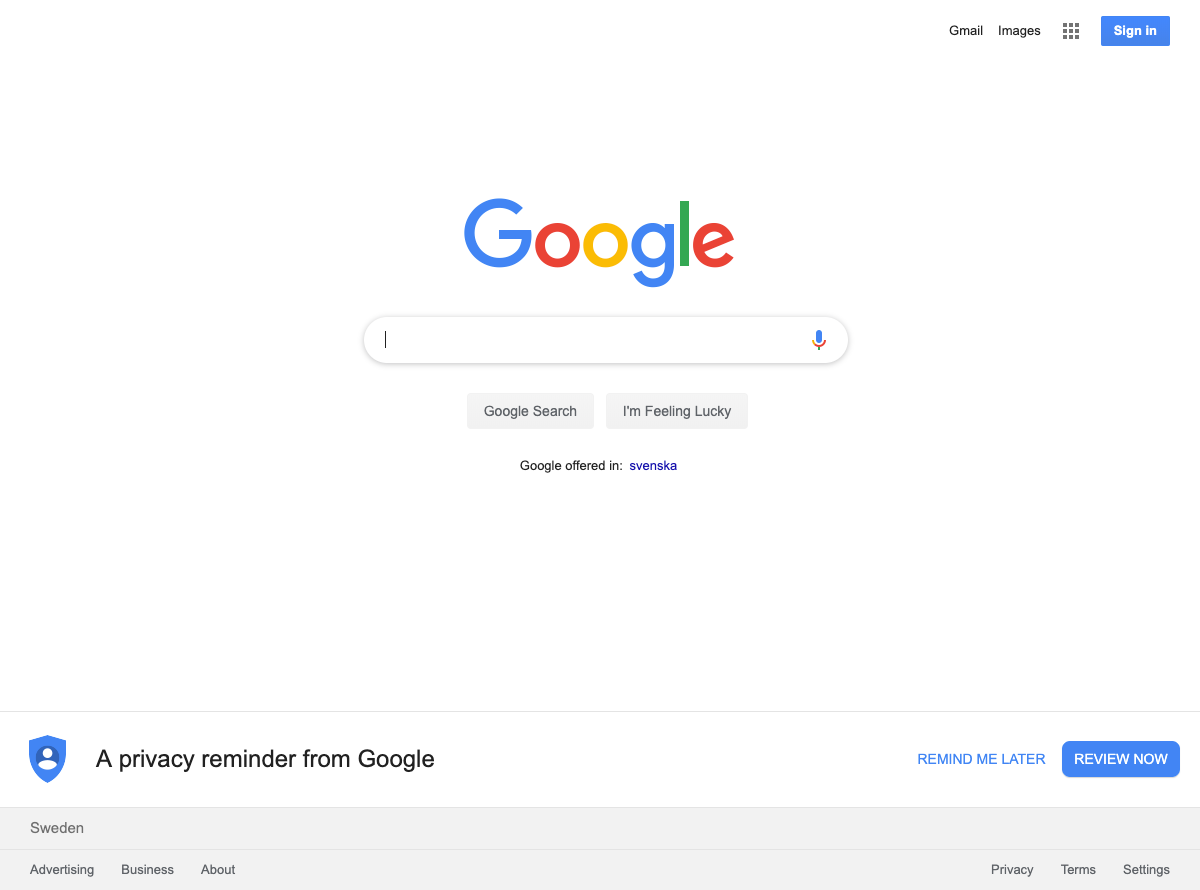 Gmail Images Sign in
Google
Google Search I'm Feeling Lucky
Google offered in: svenska
A privacy reminder from Google REMIND ME LATER REVIEW NOW
Sweden
Advertising Business About Privacy Terms Settings